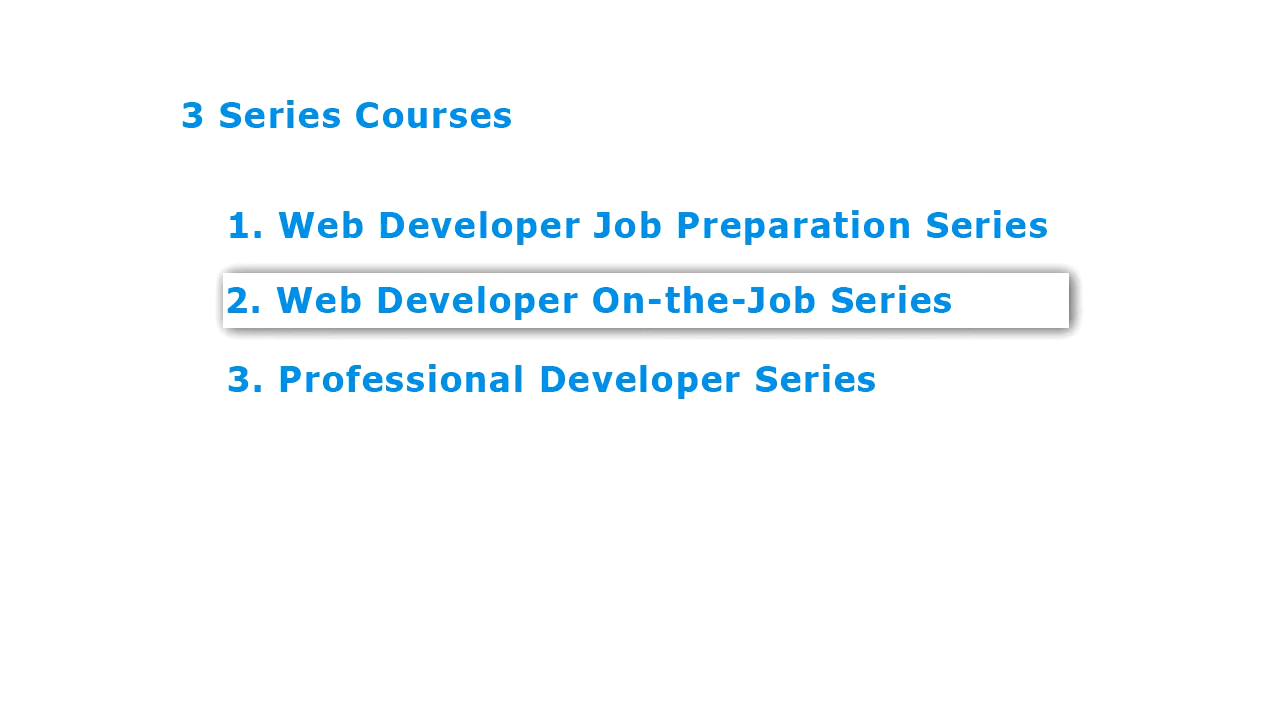 3 Series Courses
1. Web Developer Job Preparation Series
2. Web Developer On-the-Job Series
3. Professional Developer Series